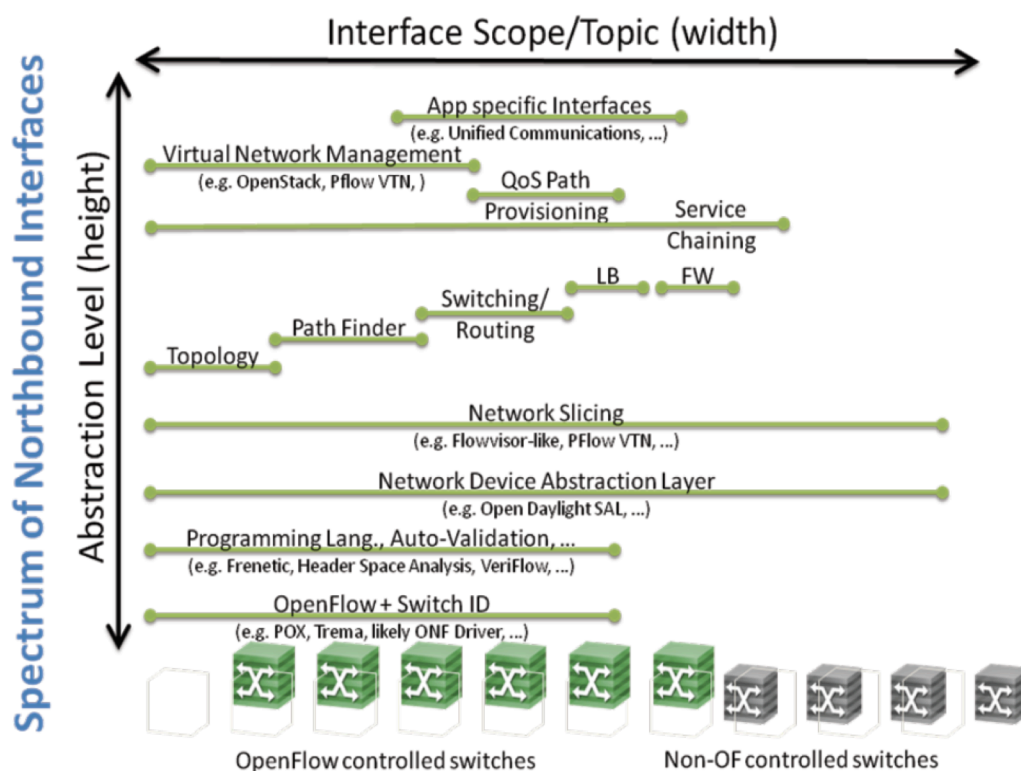 Interface Scope/Topic (width)
Spectrum of Northbound Interfaces
Abstraction Level (height)
App specific Interfaces
(e.g. Unified Communications, ...)
Virtual Network Management
(e.g. OpenStack, Pflow VTN, )
QoS Path
Provisioning
Service
Chaining
LB
FW
Switching/
Routing
Path Finder
Topology
Network Slicing
(e.g. Flowvisor-like, PFlow VTN, ...)
Network Device Abstraction Layer
(e.g. Open Daylight SAL, ...)
Programming Lang., Auto-Validation, ...
(e.g. Frenetic, Header Space Analysis, VeriFlow, ...)
OpenFlow + Switch ID
(e.g. POX, Trema, likely ONF Driver, ...)
OpenFlow controlled switches
Non-OF controlled switches